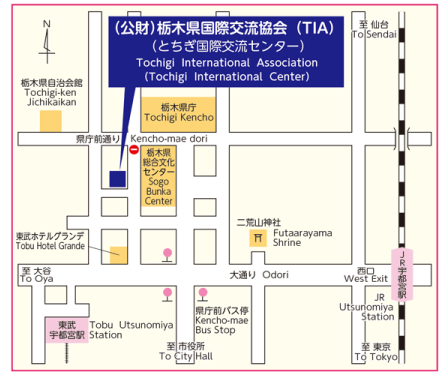 (公財)栃木県国際交流協会(TIA)
(とちぎ国際交流センター)
Tochigi International Association
(Tochigi International Center)
至 仙台
To Sendai
N
栃木県自治会館
Tochigi-ken
Jichikaikan
栃木県庁
Tochigi Kencho
県庁前通り Kencho-mae dori
栃木県
総合文化
センター
Sogo
Bunka
Center
二荒山神社
Futaarayama
Shrine
東武ホテルグランデ
Tobu Hotel Grande
至 大谷
To Oya
大通り Odori
西口
West Exit
JR宇都宮駅
JR
Utsunomiya
Station
県庁前バス停
Kencho-mae
Bus Stop
東武
宇都宮駅
Tobu Utsunomiya
Station
至 市役所
To City Hall
至 東京
To Tokyo